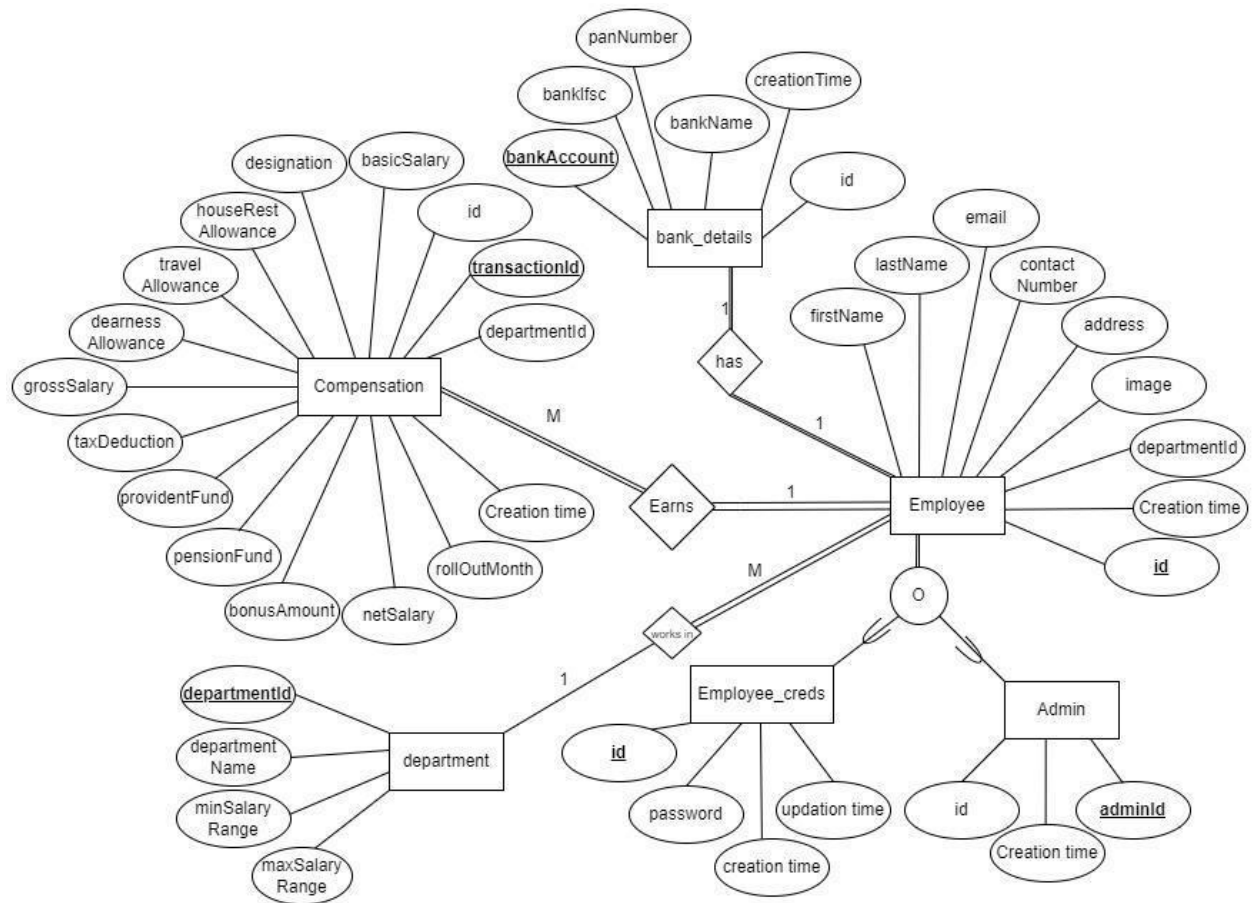 panNumber
creationTime
bankIfsc
bankName
bankAccount
id
bank_details
designation
basicSalary
houseRest
Allowance
id
travel
Allowance
transactionId
dearness
Allowance
departmentId
grossSalary
Compensation
taxDeduction
providentFund
pensionFund
bonusAmount
netSalary
rollOutMonth
Creation time
1
has
1
M
Earns
1
email
lastName
contact
Number
firstName
address
image
departmentId
Employee
Creation time
id
O
M
works in
1
departmentId
department
Name
department
minSalary
Range
maxSalary
Range
Employee_creds
id
password
updation time
creation time
Admin
id
adminId
Creation time